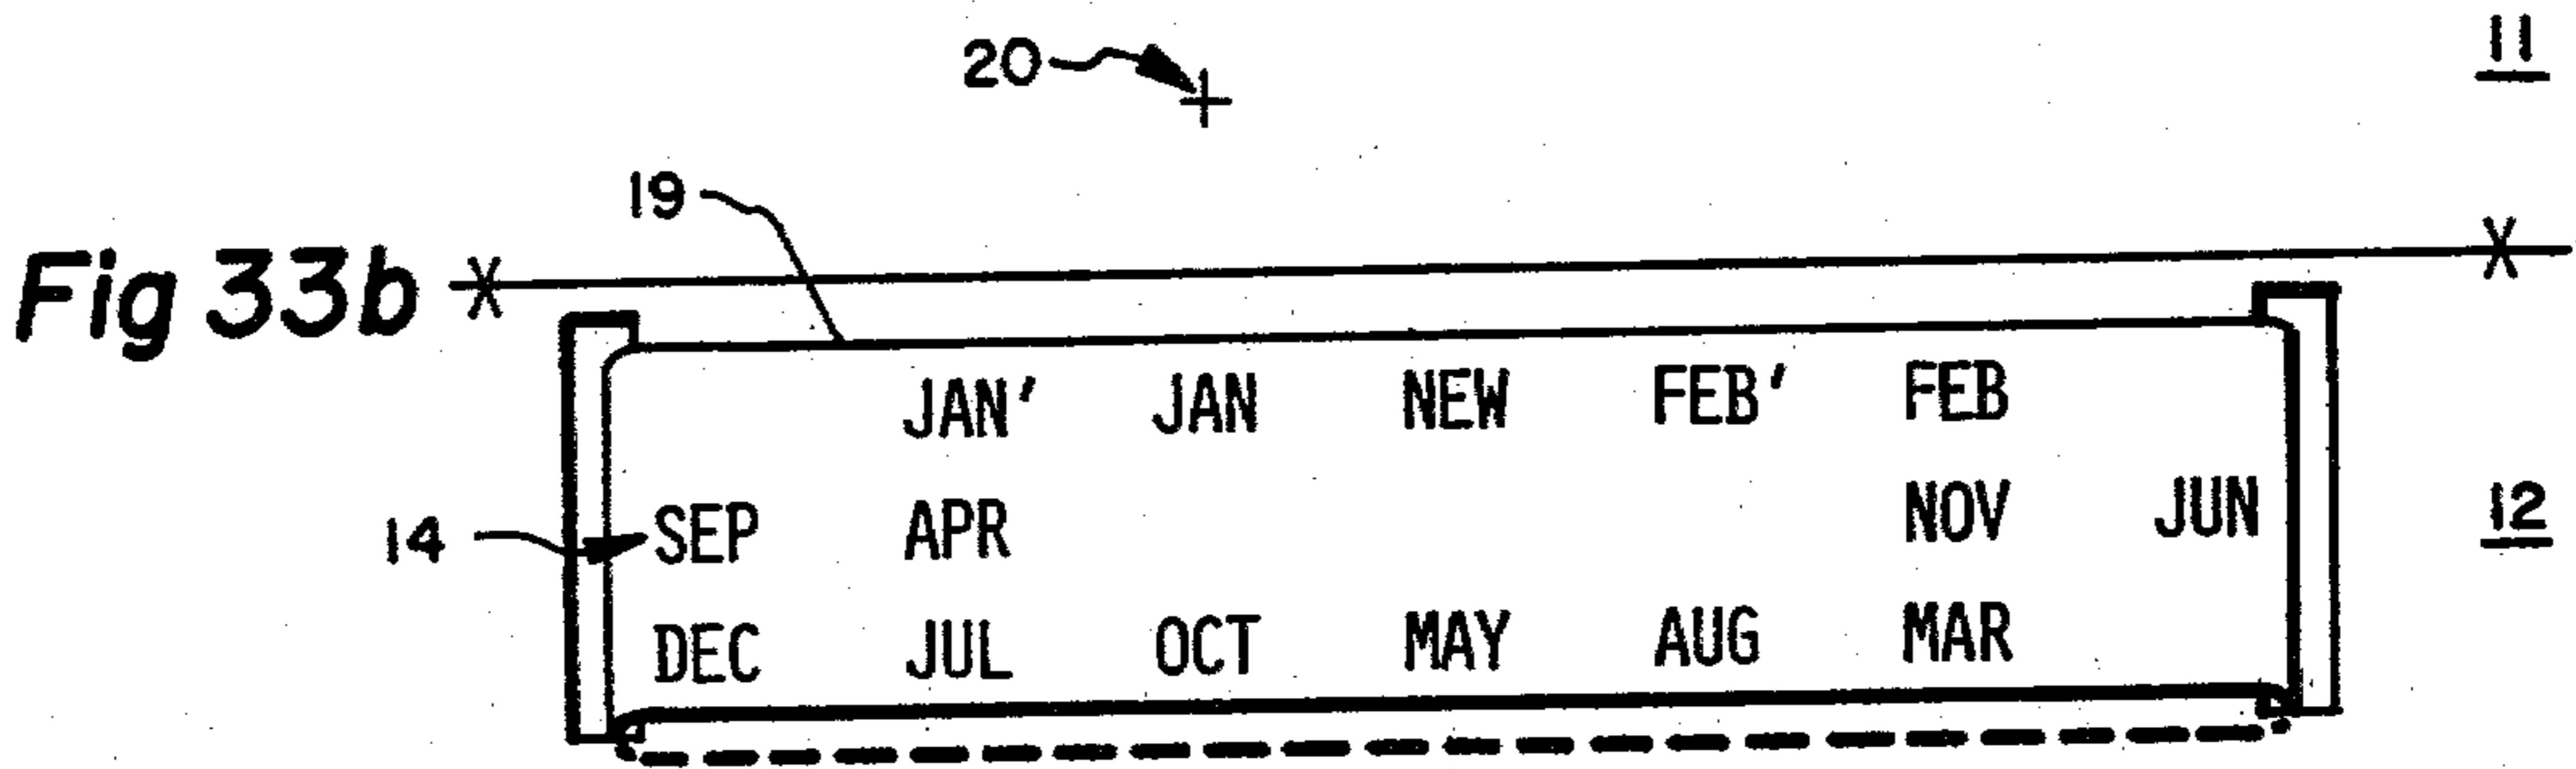 20 11
19
Fig 33b X X
JAN' JAN NEW FEB' FEB
14 SEP APR NOV JUN 12
DEC JUL OCT MAY AUG MAR